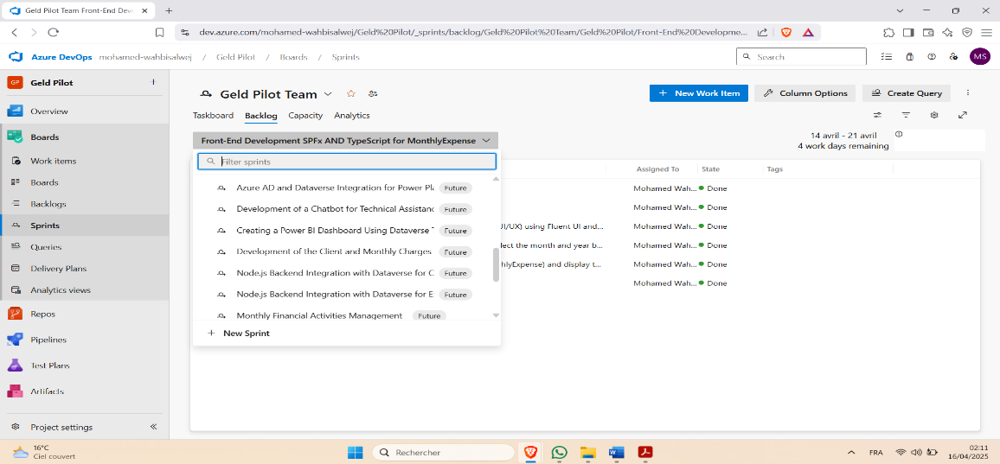 Geld Pilot Team Front-End Dev
dev.azure.com/mohamed-wahbisalwej/Geld%20Pilot/_sprints/backlog/Geld%20Pilot%20Team/Geld%20Pilot/Front-End%20Developme...
Azure DevOps mohamed-wahbisalwej / Geld Pilot / Boards / Sprints
Search
MS
GP Geld Pilot
Overview
Boards
Work items
Boards
Backlogs
Sprints
Queries
Delivery Plans
Analytics views
Repos
Pipelines
Test Plans
Artifacts
Project settings
Geld Pilot Team
New Work Item
Column Options
Create Query
Taskboard Backlog Capacity Analytics
Front-End Development SPFx AND TypeScript for MonthlyExpense
14 avril - 21 avril
4 work days remaining
Filter sprints
Azure AD and Dataverse Integration for Power Pl Future
Development of a Chatbot for Technical Assistanc Future
Creating a Power BI Dashboard Using Dataverse Future
Development of the Client and Monthly Charges Future
Node.js Backend Integration with Dataverse for C Future
Node.js Backend Integration with Dataverse for E Future
Monthly Financial Activities Management Future
New Sprint
Assigned To State Tags
Mohamed Wah... Done
Mohamed Wah... Done
UI/UX) using Fluent UI and... Mohamed Wah... Done
lect the month and year b... Mohamed Wah... Done
hlyExpense) and display t... Mohamed Wah... Done
Mohamed Wah... Done
16°C
Ciel couvert
Rechercher
FRA
02:11
16/04/2025